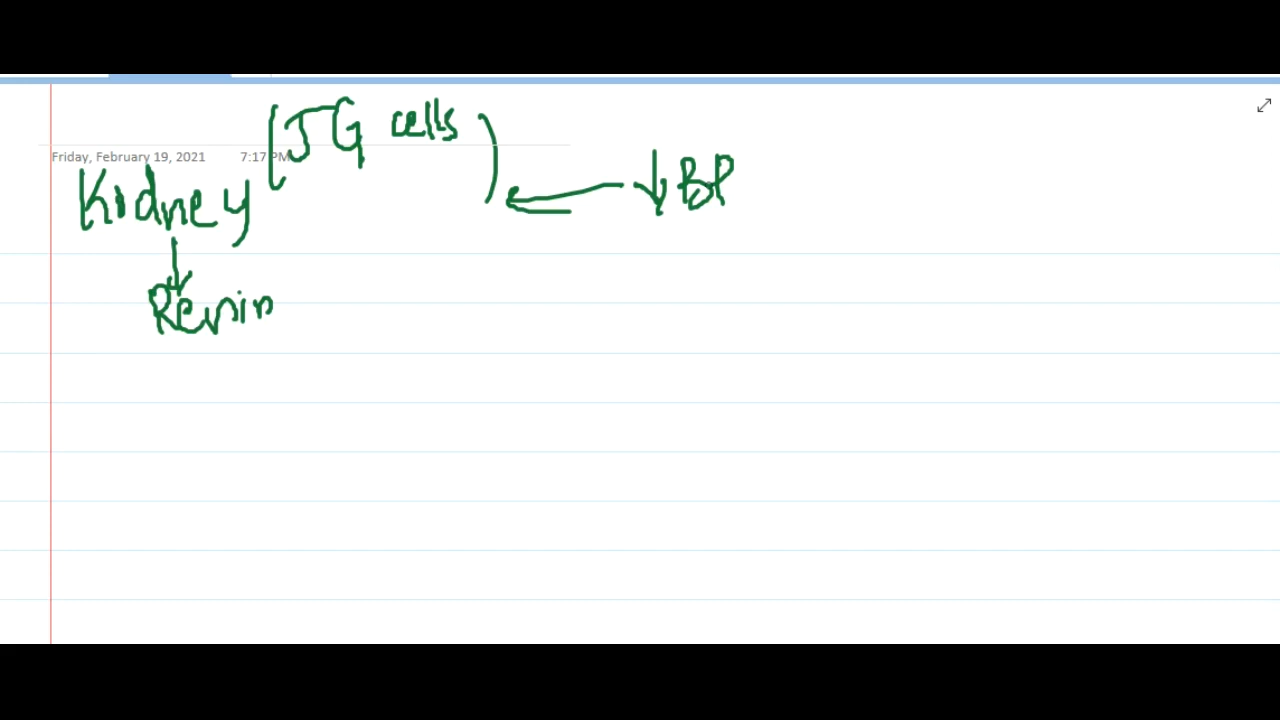 [JG cells)
Friday, February 19, 2021 7:17 PM
Kidney ← ↓ BP
↓
Renin